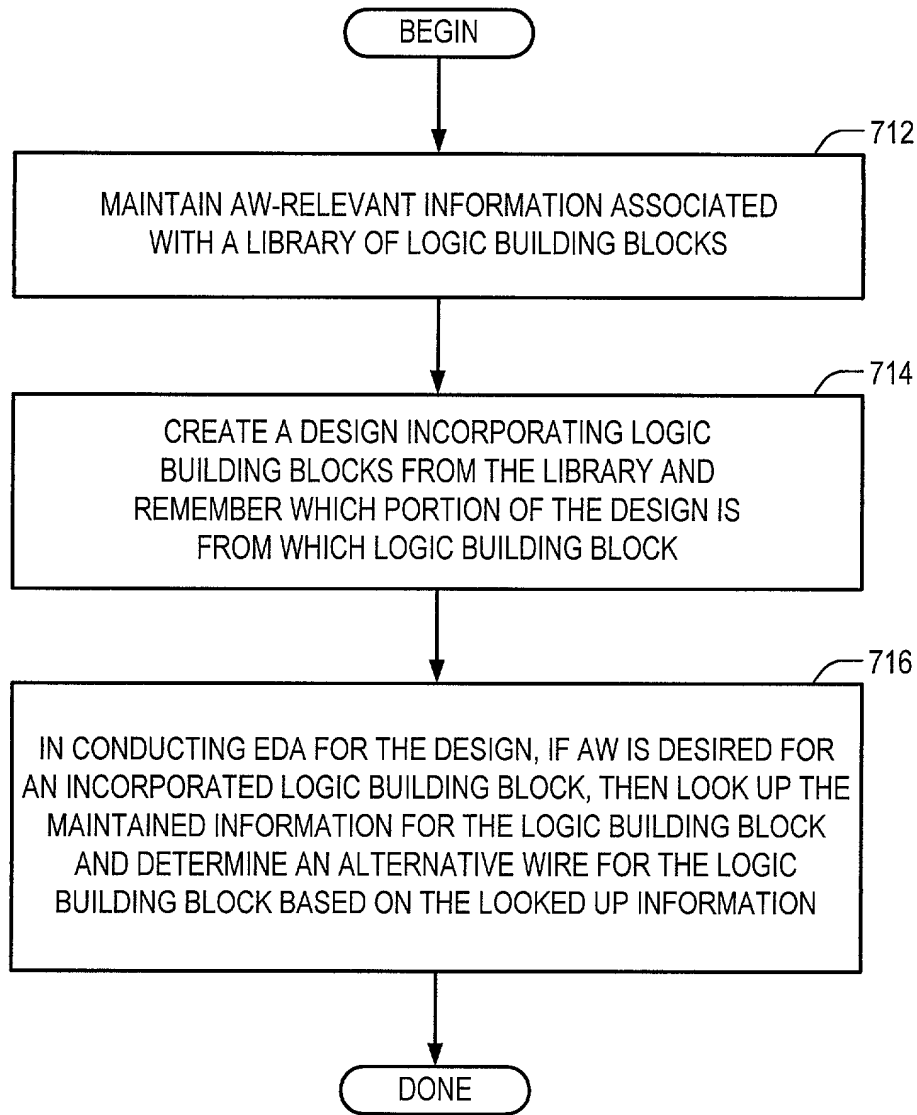 BEGIN
712
MAINTAIN AW-RELEVANT INFORMATION ASSOCIATED
WITH A LIBRARY OF LOGIC BUILDING BLOCKS
714
CREATE A DESIGN INCORPORATING LOGIC
BUILDING BLOCKS FROM THE LIBRARY AND
REMEMBER WHICH PORTION OF THE DESIGN IS
FROM WHICH LOGIC BUILDING BLOCK
716
IN CONDUCTING EDA FOR THE DESIGN, IF AW IS DESIRED FOR
AN INCORPORATED LOGIC BUILDING BLOCK, THEN LOOK UP THE
MAINTAINED INFORMATION FOR THE LOGIC BUILDING BLOCK
AND DETERMINE AN ALTERNATIVE WIRE FOR THE LOGIC
BUILDING BLOCK BASED ON THE LOOKED UP INFORMATION
DONE